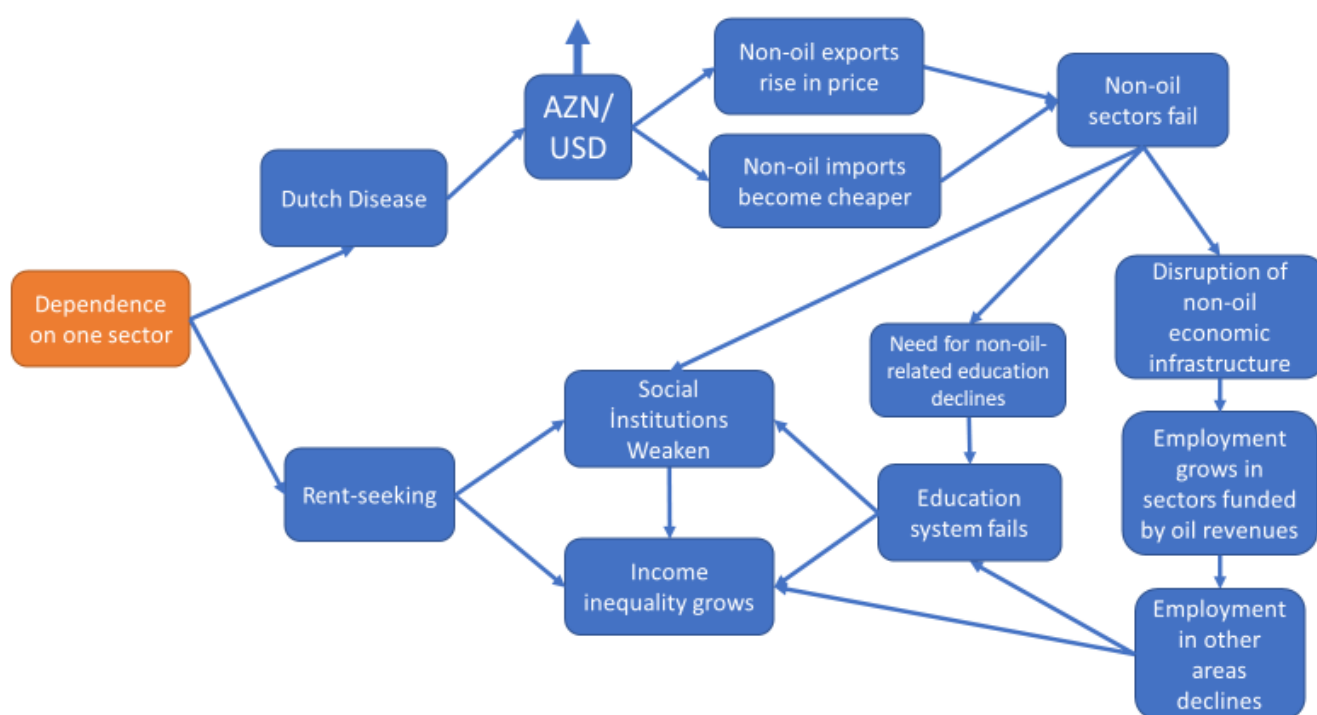 Non-oil exports
rise in price
AZN/
USD
Non-oil
sectors fail
Non-oil imports
become cheaper
Dutch Disease
Dependence
on one sector
Disruption of
non-oil
economic
infrastructure
Need for non-oil-
related education
declines
Social
İnstitutions
Weaken
Employment
grows in
sectors funded
by oil revenues
Rent-seeking
Education
system fails
Income
inequality grows
Employment
in other
areas
declines